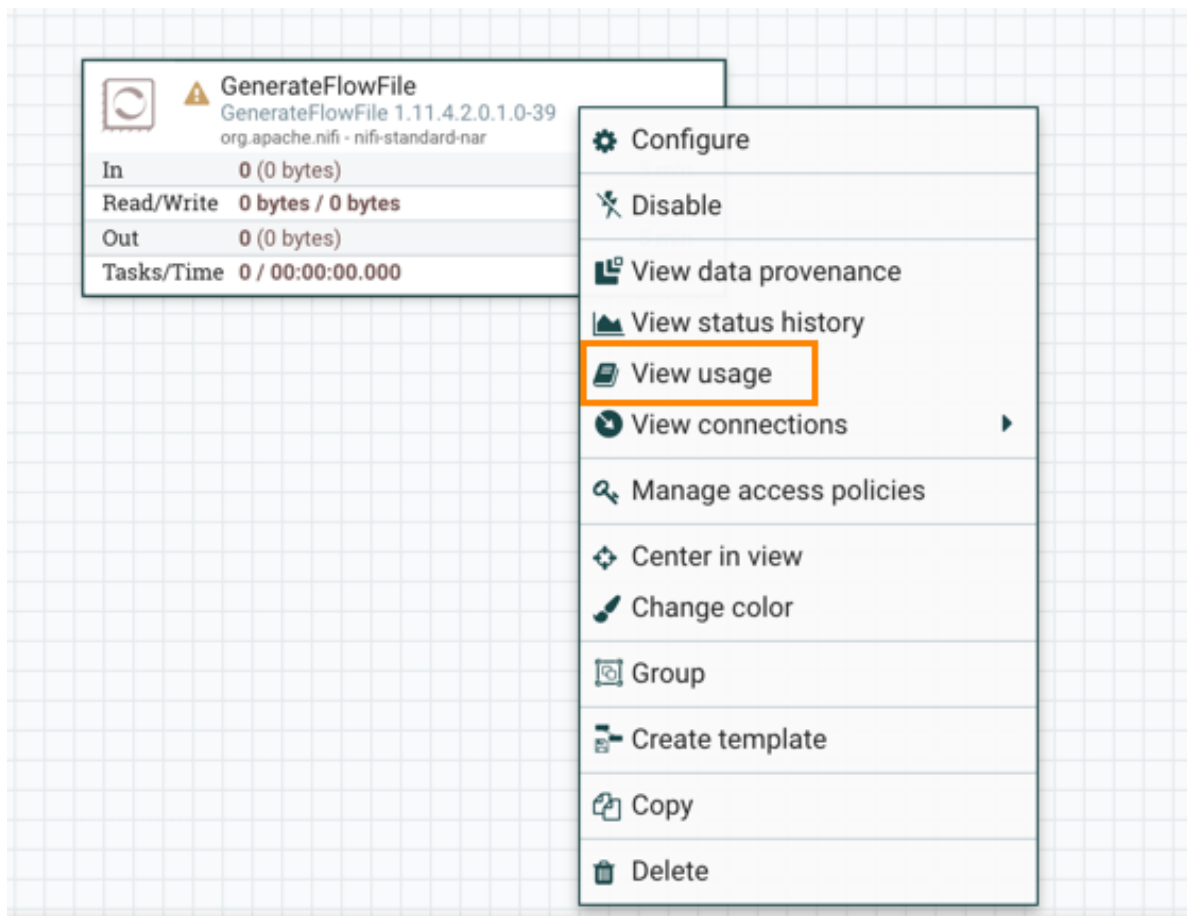 GenerateFlowFile
GenerateFlowFile 1.11.4.2.0.1.0-39
org.apache.nifi - nifi-standard-nar
In 0 (0 bytes)
Read/Write 0 bytes / 0 bytes
Out 0 (0 bytes)
Tasks/Time 0 / 00:00:00.000
Configure
Disable
View data provenance
View status history
View usage
View connections
Manage access policies
Center in view
Change color
Group
Create template
Copy
Delete